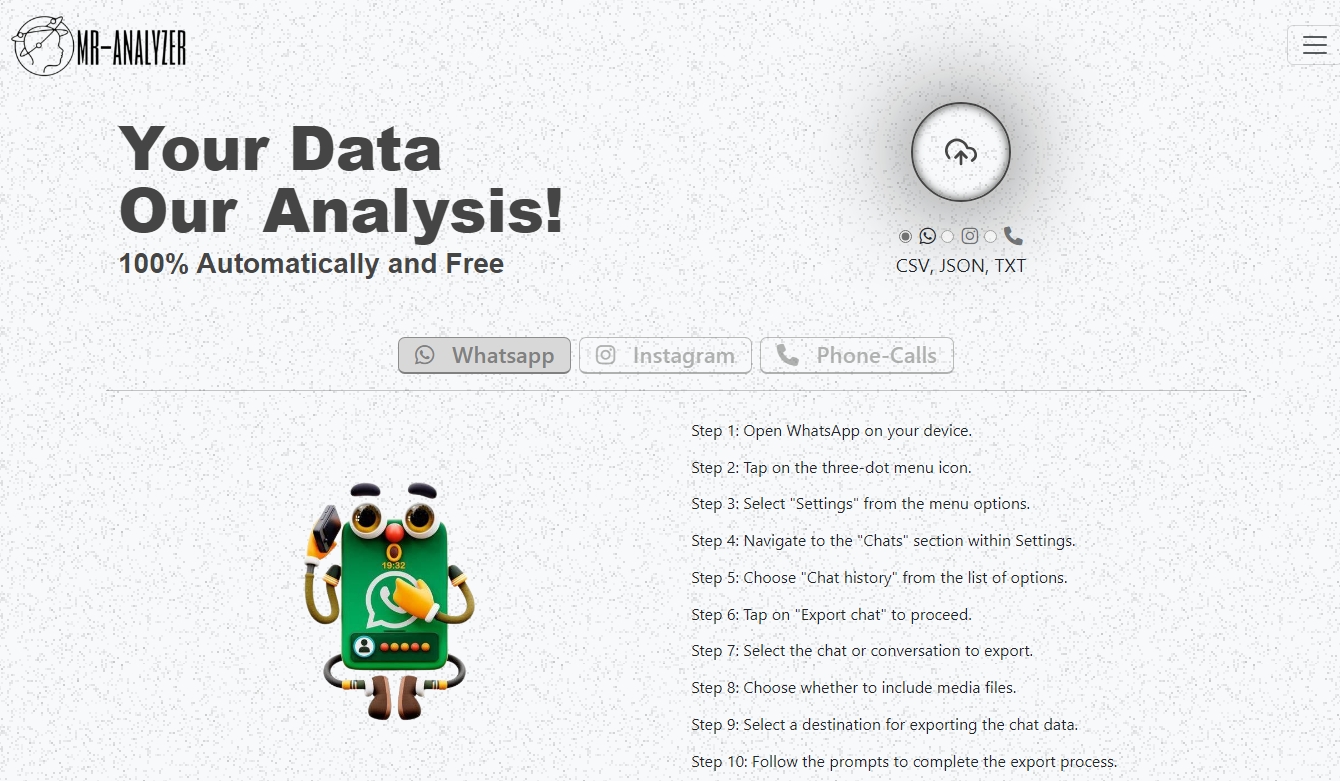 MR-ANALYZER
Your Data
Our Analysis!
100% Automatically and Free
CSV, JSON, TXT
Whatsapp
Instagram
Phone-Calls
Step 1: Open WhatsApp on your device.
Step 2: Tap on the three-dot menu icon.
Step 3: Select "Settings" from the menu options.
Step 4: Navigate to the "Chats" section within Settings.
Step 5: Choose "Chat history" from the list of options.
Step 6: Tap on "Export chat" to proceed.
Step 7: Select the chat or conversation to export.
Step 8: Choose whether to include media files.
Step 9: Select a destination for exporting the chat data.
Step 10: Follow the prompts to complete the export process.
19:32